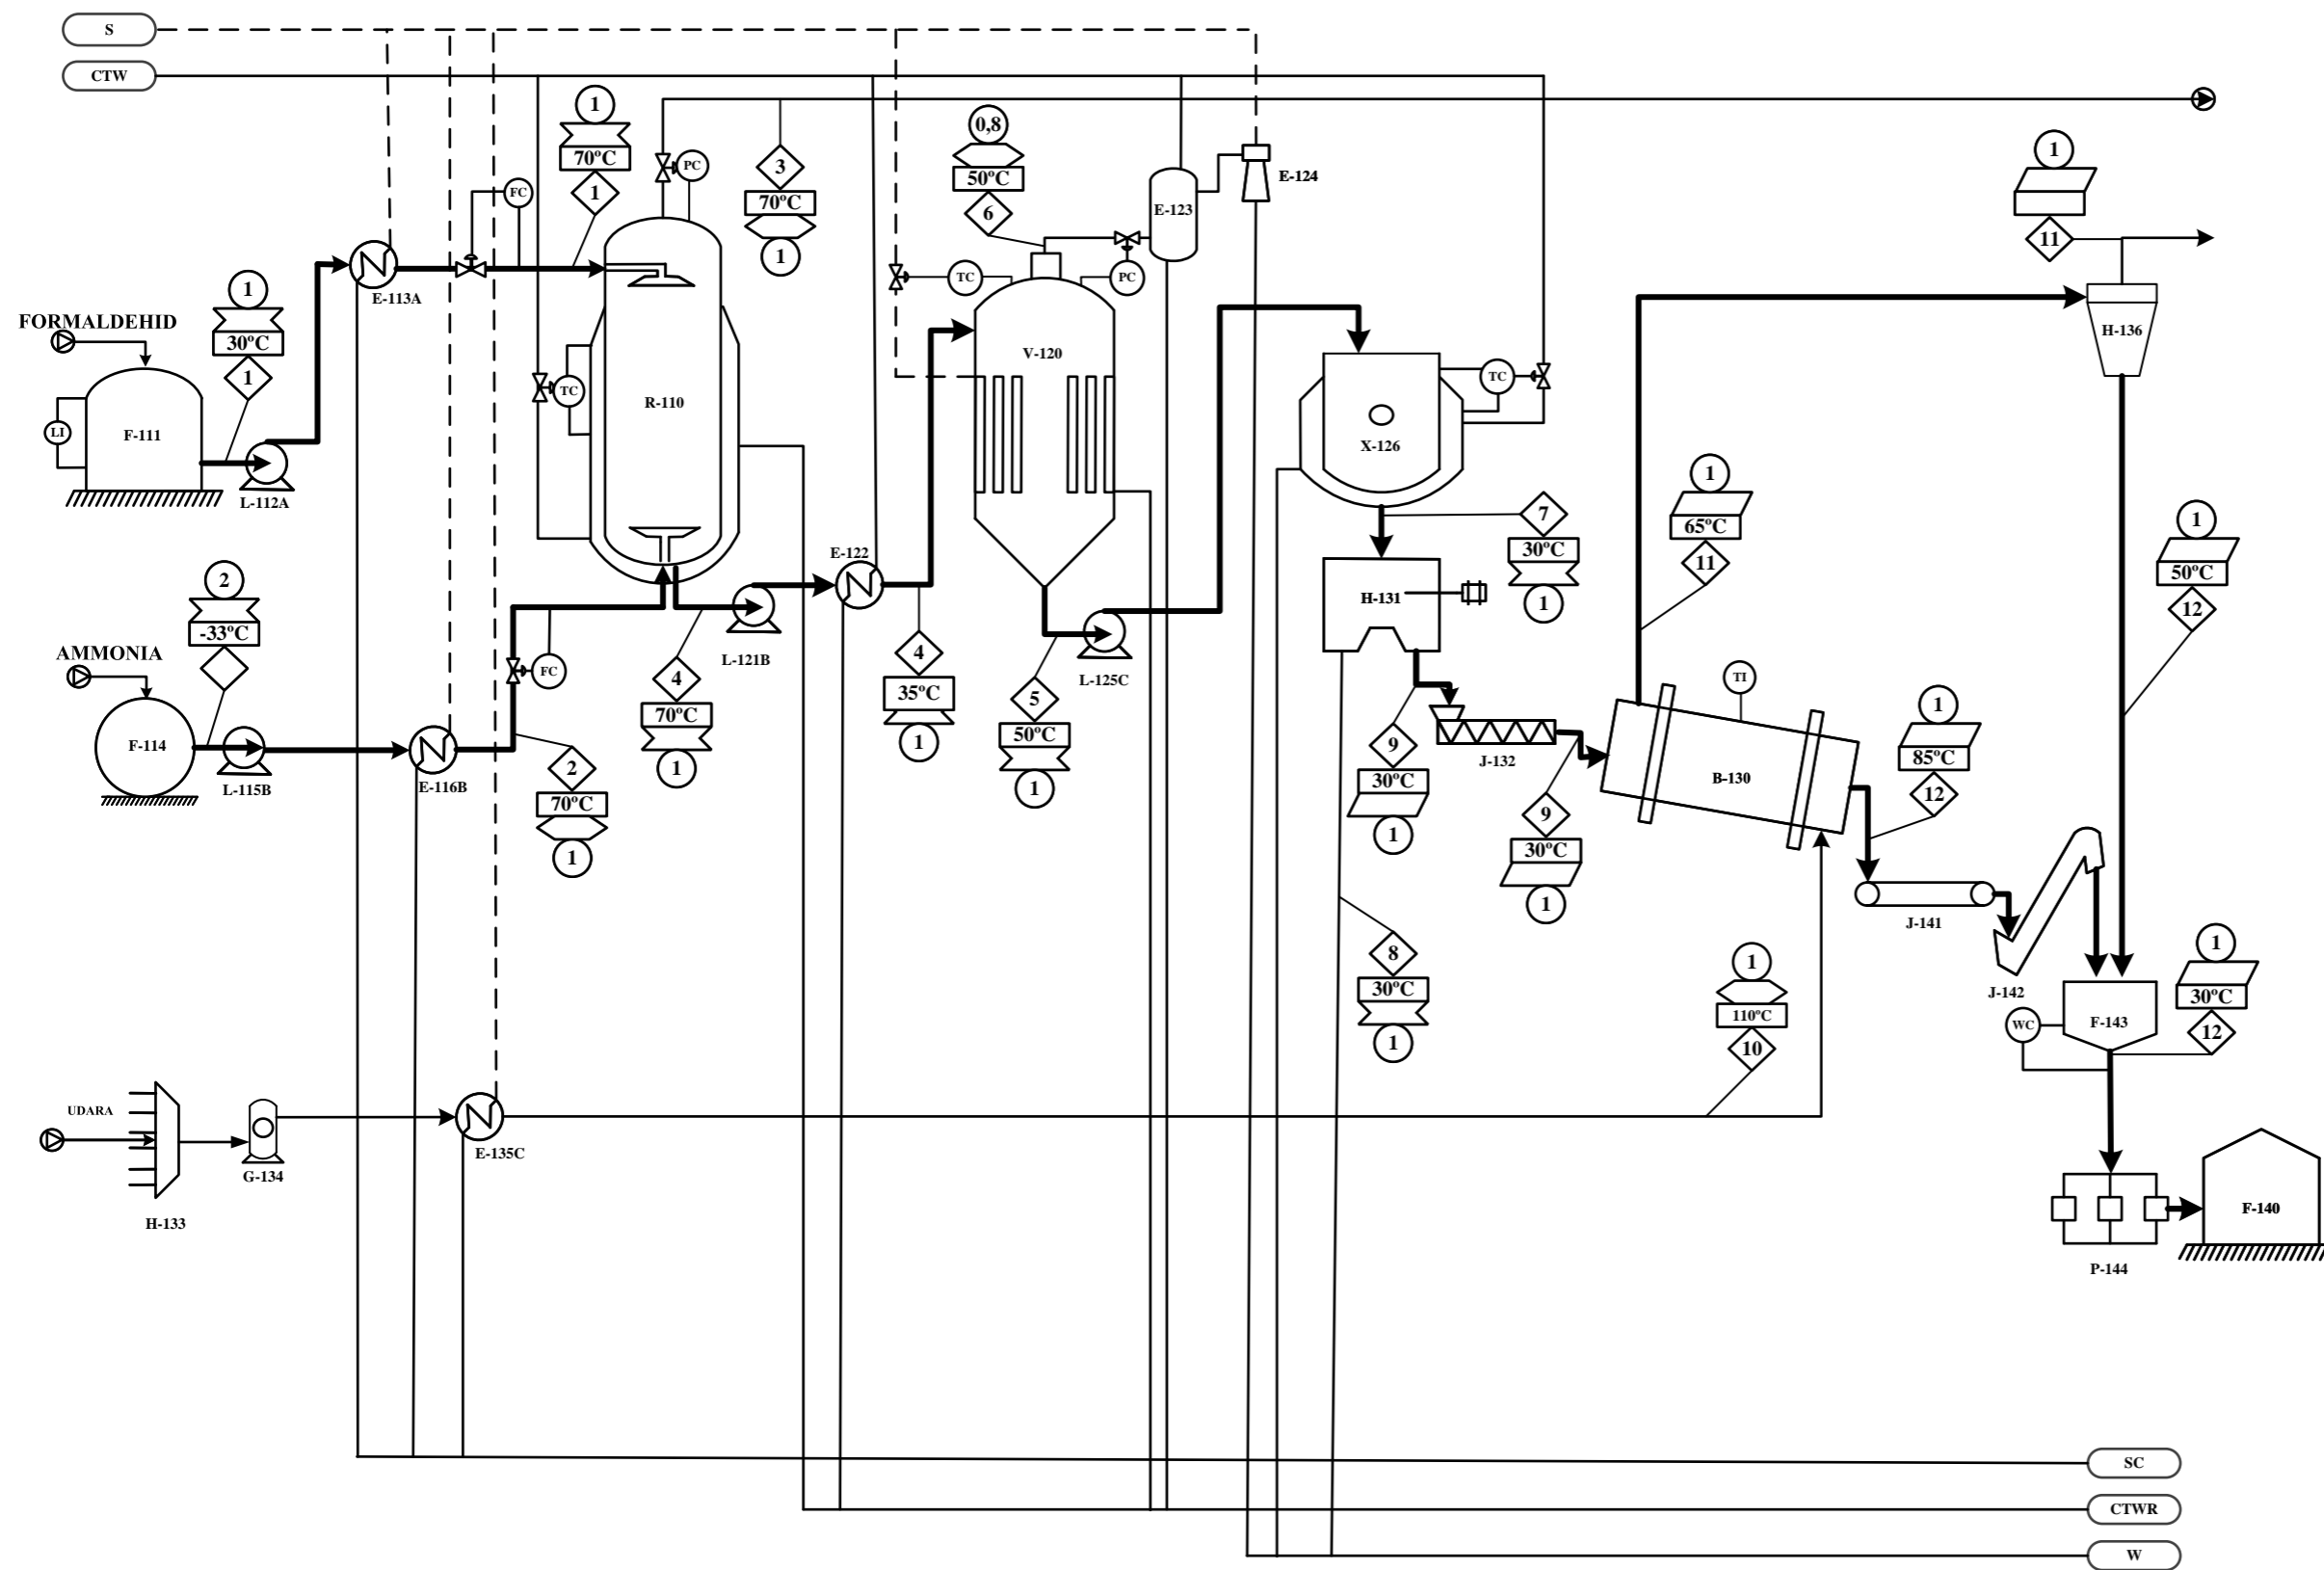 S
CTW
1
70ºC
1
FC
PC
3
70ºC
1
0,8
50ºC
6
E-123
E-124
1
11
TC
PC
E-113A
1
30ºC
1
FORMALDEHID
H-136
V-120
LI
F-111
L-112A
TC
R-110
TC
X-126
1
65ºC
11
7
30ºC
1
1
50ºC
12
2
-33ºC
AMMONIA
F-114
L-115B
E-116B
FC
2
70ºC
1
4
70ºC
1
L-121B
E-122
4
35ºC
1
5
50ºC
1
L-125C
H-131
9
30ºC
1
J-132
9
30ºC
1
TI
B-130
1
85ºC
12
J-141
J-142
8
30ºC
1
1
110ºC
10
1
30ºC
12
WC
F-143
UDARA
H-133
G-134
E-135C
F-140
P-144
SC
CTWR
W